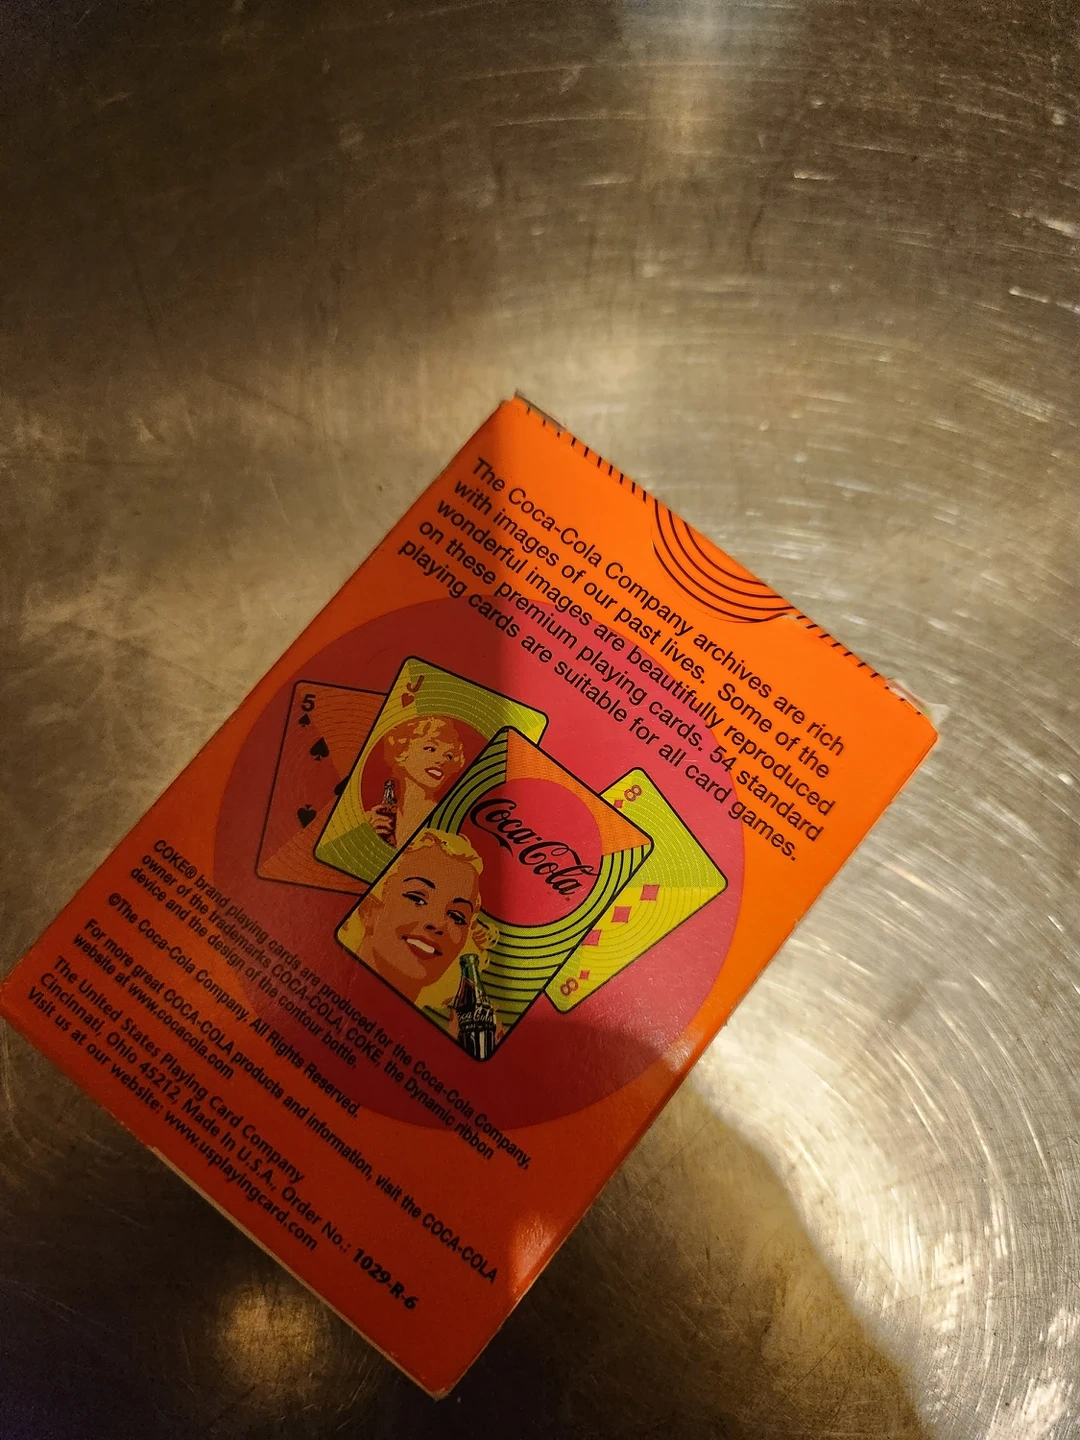 The Coca-Cola Company archives are rich
with images of our past lives. Some of the
wonderful images are beautifully reproduced
on these premium playing cards. 54 standard
playing cards are suitable for all card games.
5
J
Coca-Cola
8
8
Coca-Cola
COKE® brand playing cards are produced for the Coca-Cola Company,
owner of the trademarks COCA-COLA, COKE, the Dynamic ribbon
device and the design of the contour bottle.
©The Coca-Cola Company. All Rights Reserved.
For more great COCA-COLA products and information, visit the COCA-COLA
website at www.cocacola.com
The United States Playing Card Company
Cincinnati, Ohio 45212, Made in U.S.A., Order No.: 1029-R-6
Visit us at our website: www.usplayingcard.com